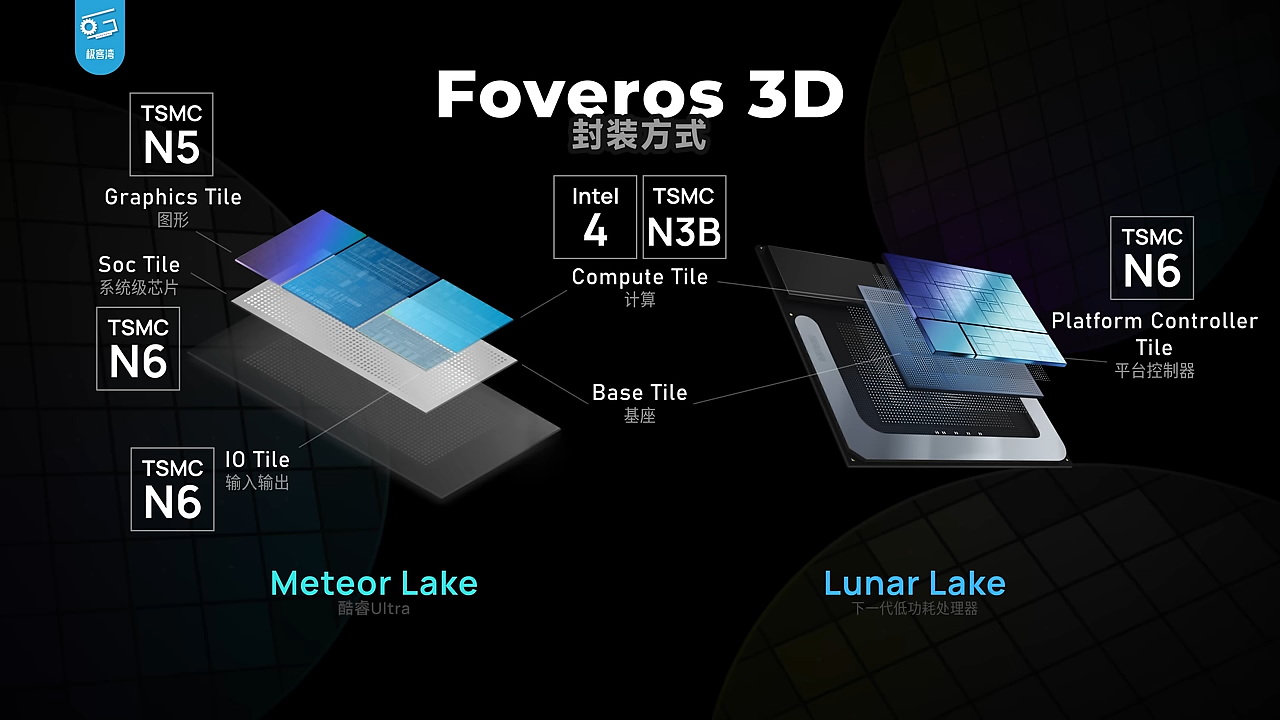 极客湾
Foveros 3D
封装方式
TSMC
N5
Graphics Tile
图形
Soc Tile
系统级芯片
TSMC
N6
TSMC
N6
IO Tile
输入输出
Intel
4
TSMC
N3B
Compute Tile
计算
Base Tile
基座
TSMC
N6
Platform Controller
Tile
平台控制器
Meteor Lake
酷睿Ultra
Lunar Lake
下一代低功耗处理器